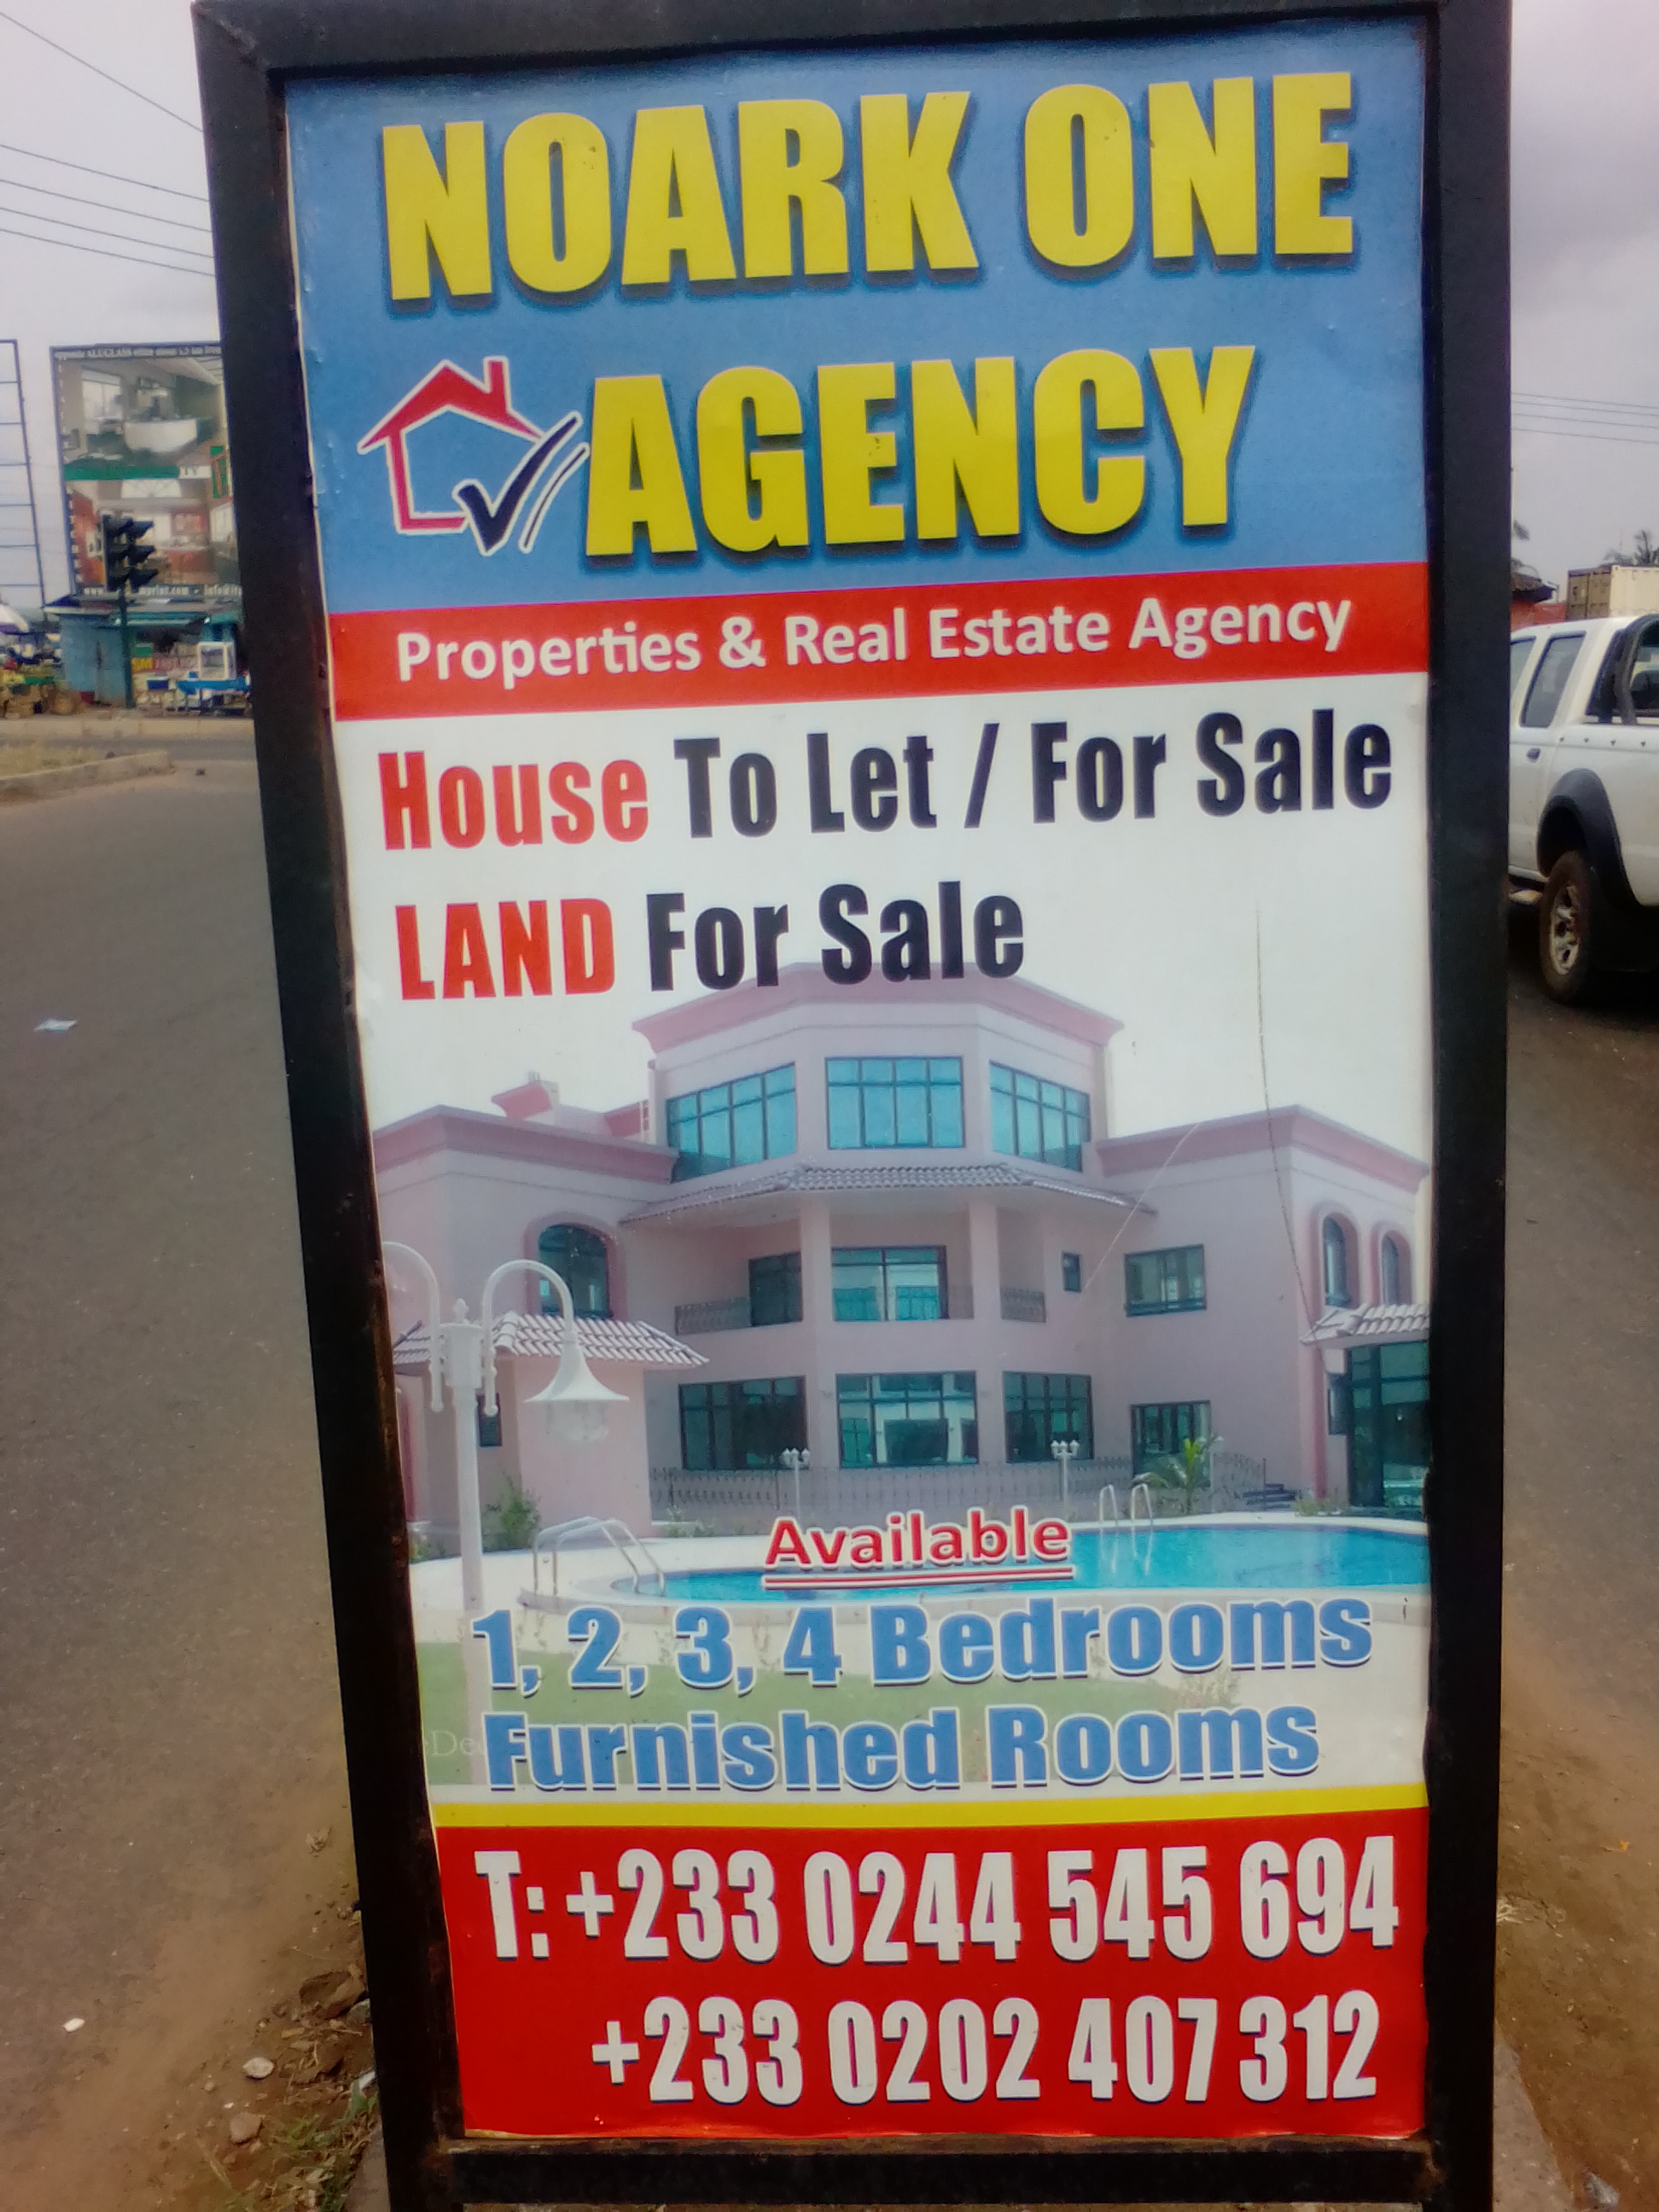 NOARK ONE
AGENCY
Properties & Real Estate Agency
House To Let / For Sale
LAND For Sale
Available
1, 2, 3, 4 Bedrooms
Furnished Rooms
T: +233 0244 545 694
+233 0202 407 312